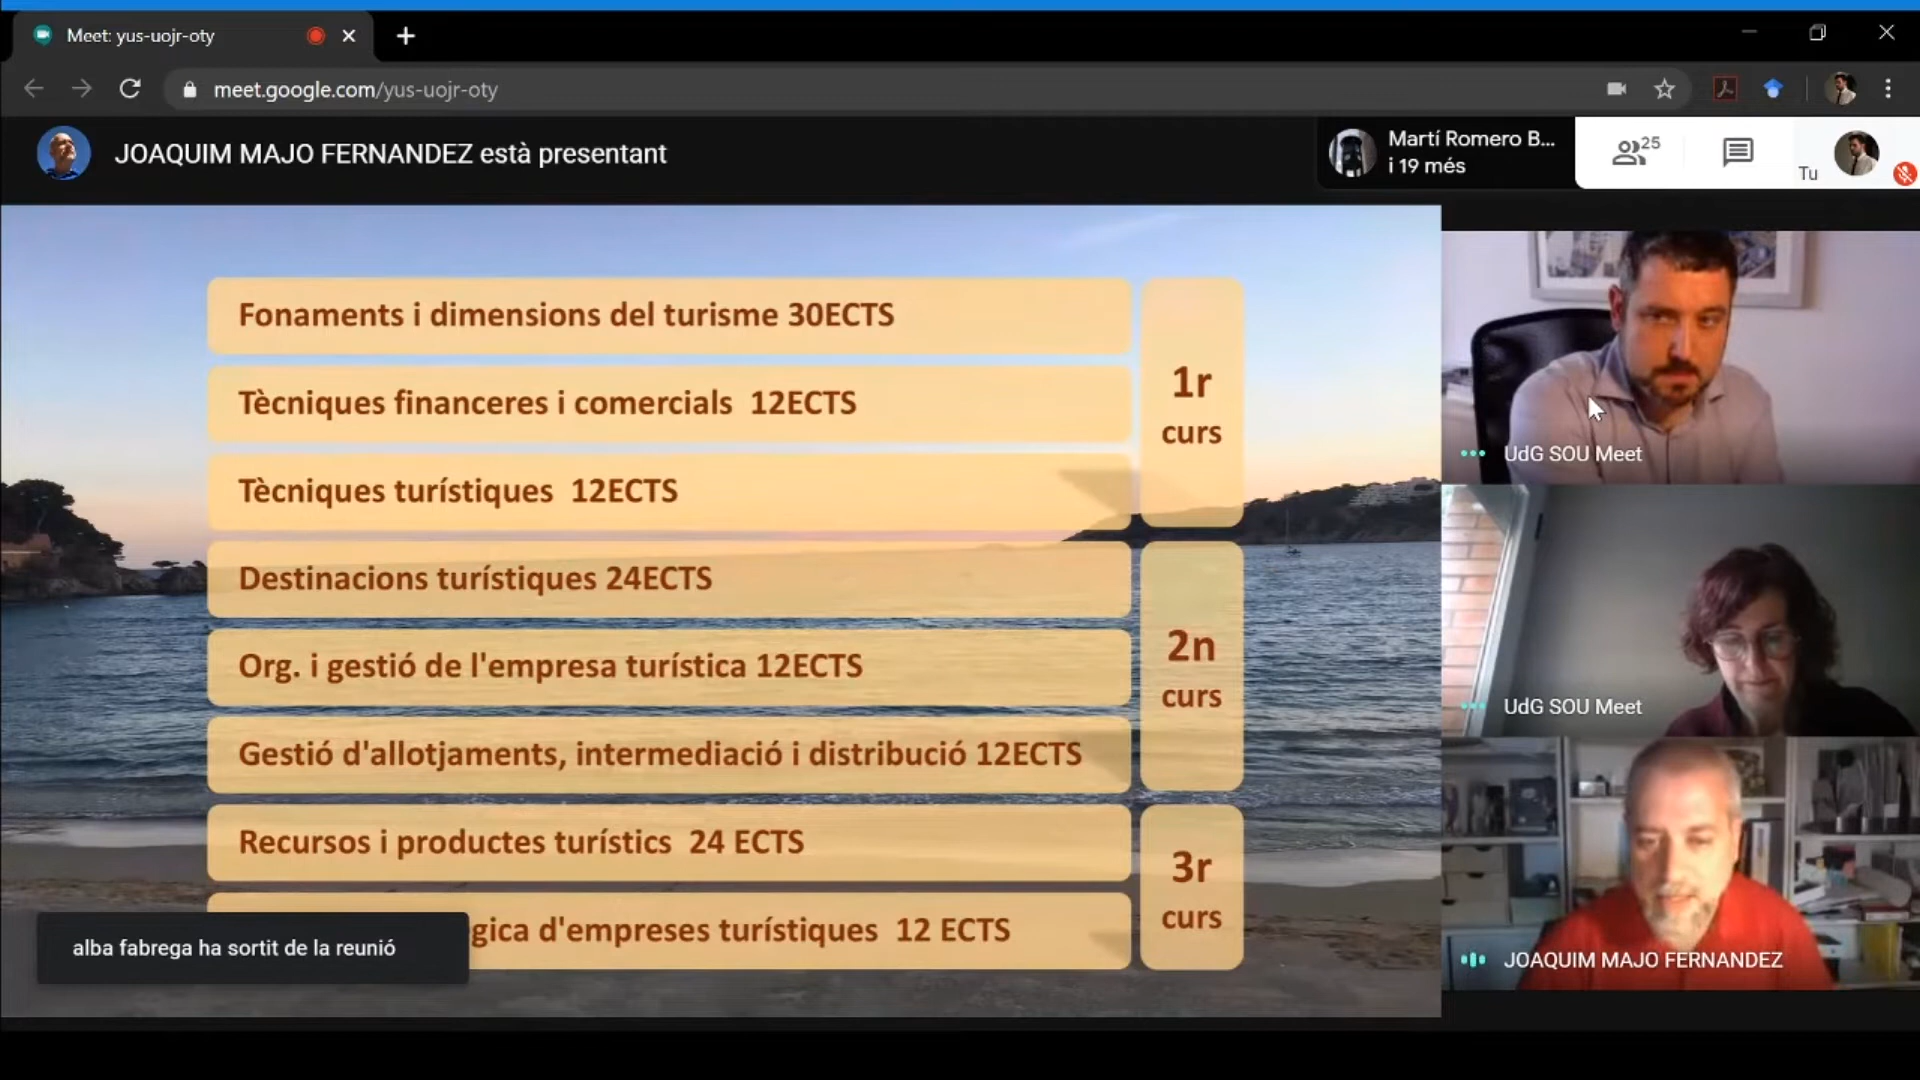 Meet: yus-uojr-oty
meet.google.com/yus-uojr-oty
JOAQUIM MAJO FERNANDEZ està presentant
Martí Romero B...
i 19 més
25
Tu
Fonaments i dimensions del turisme 30ECTS
Tècniques financeres i comercials 12ECTS
Tècniques turístiques 12ECTS
1r
curs
Destinacions turístiques 24ECTS
Org. i gestió de l'empresa turística 12ECTS
Gestió d'allotjaments, intermediació i distribució 12ECTS
2n
curs
Recursos i productes turístics 24 ECTS
gica d'empreses turístiques 12 ECTS
3r
curs
alba fabrega ha sortit de la reunió
UdG SOU Meet
UdG SOU Meet
JOAQUIM MAJO FERNANDEZ